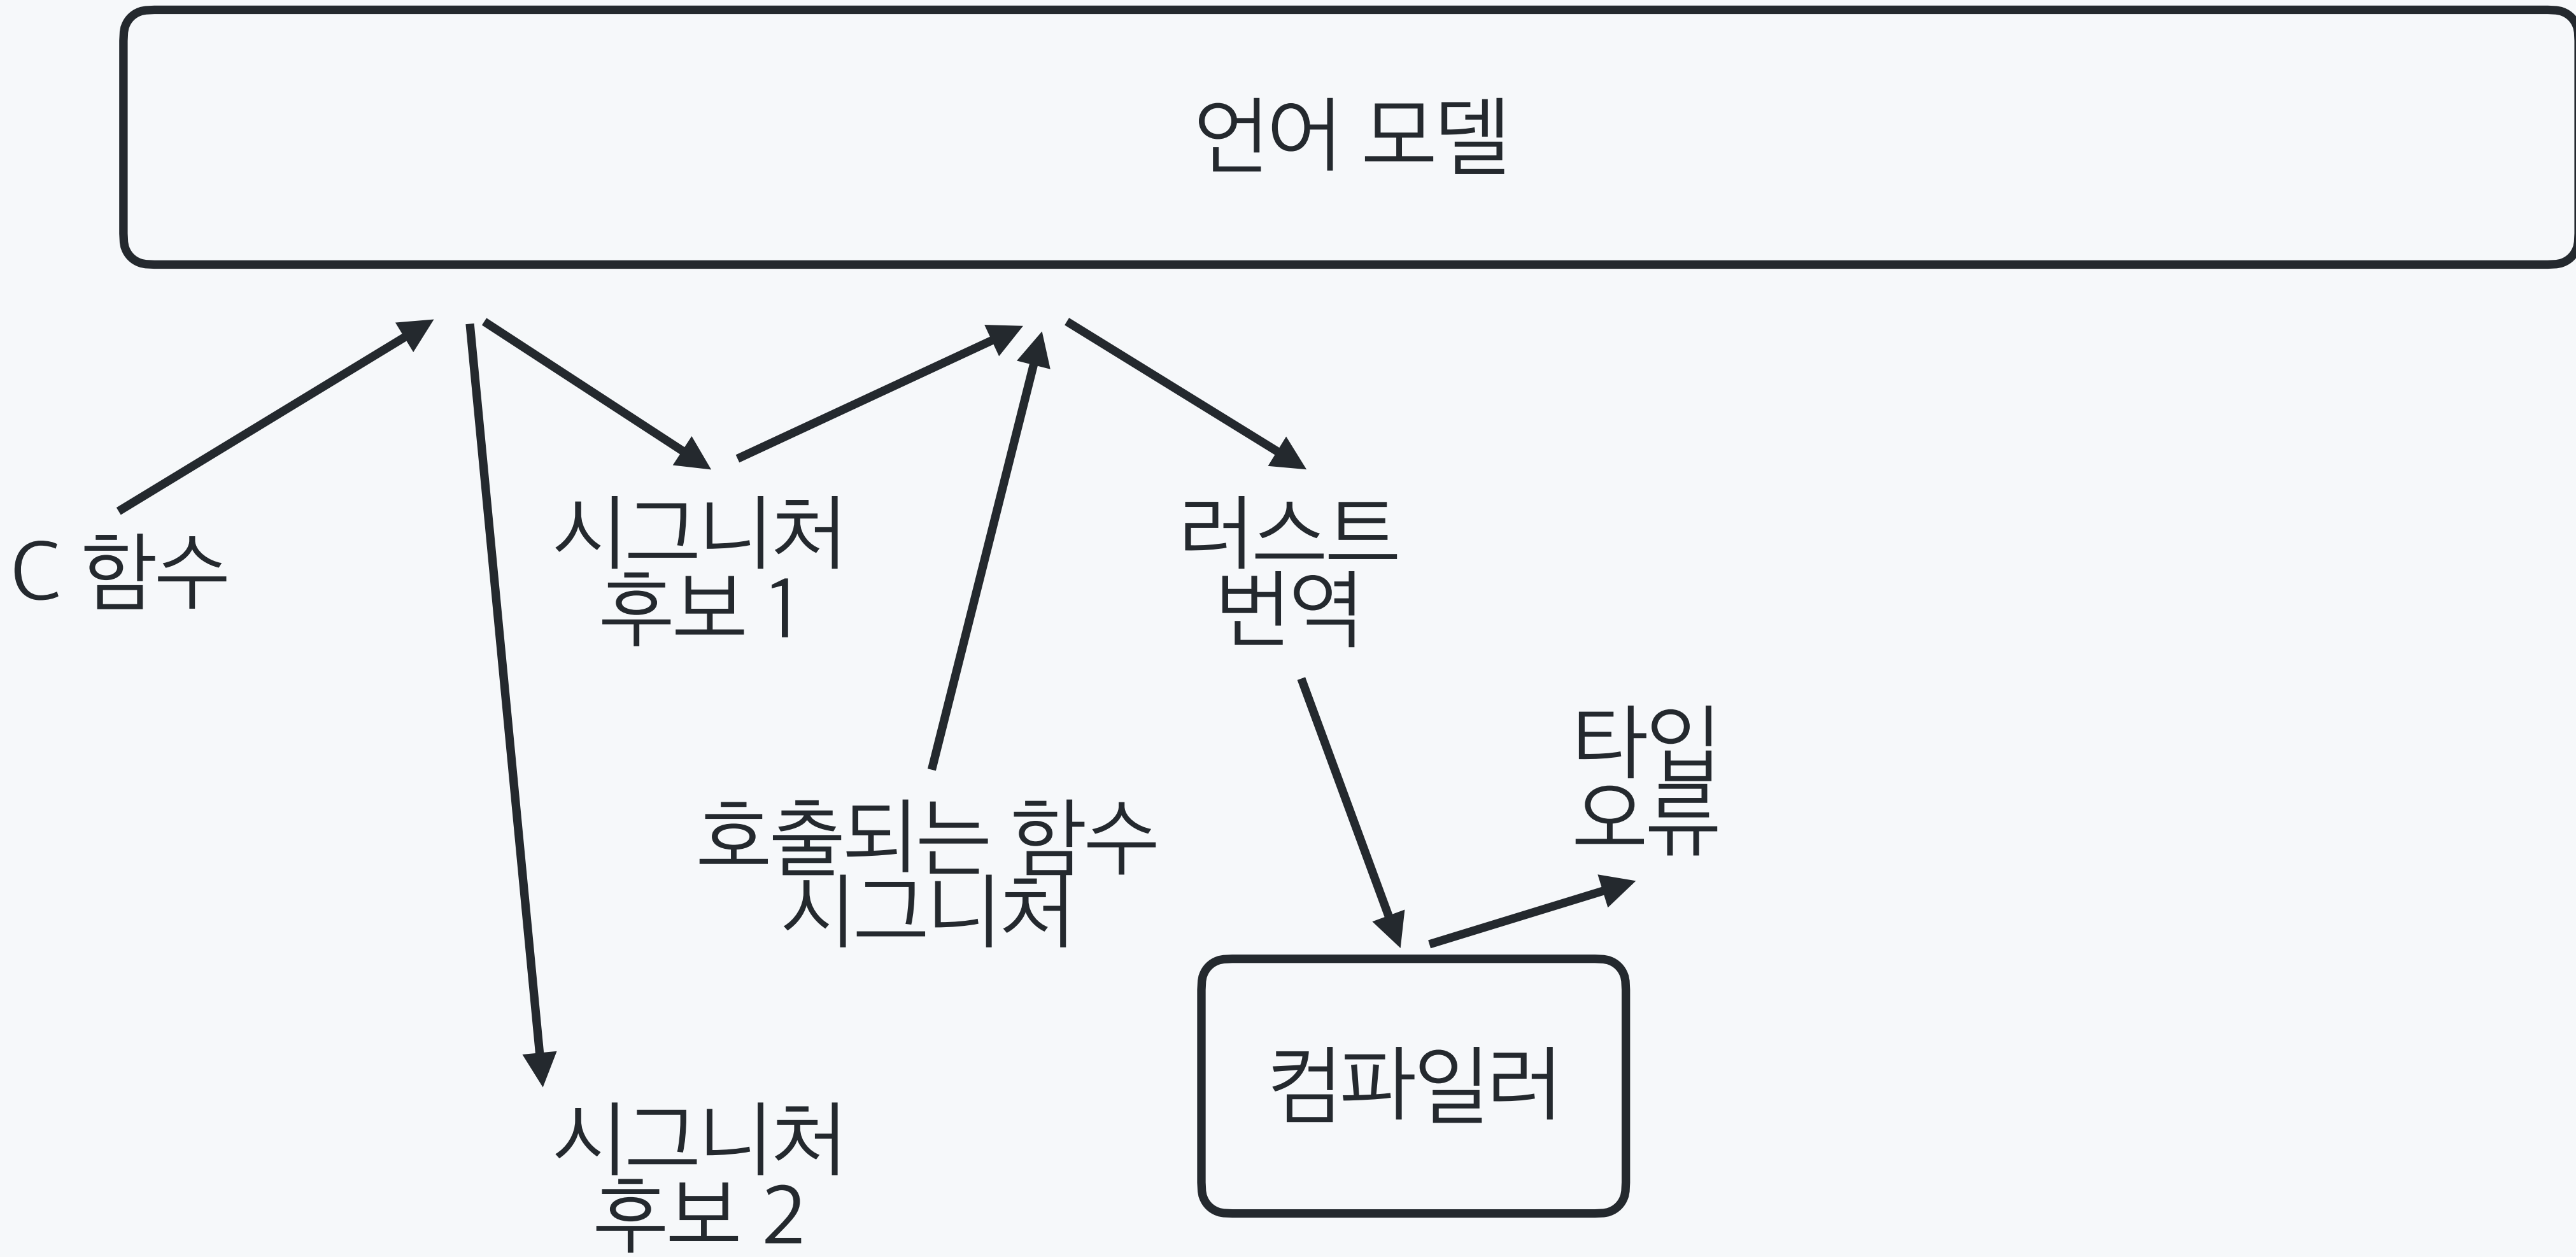 언어 모델
C 함수
시그니처
후보 1
러스트
번역
타입
오류
호출되는 함수
시그니처
컴파일러
시그니처
후보 2